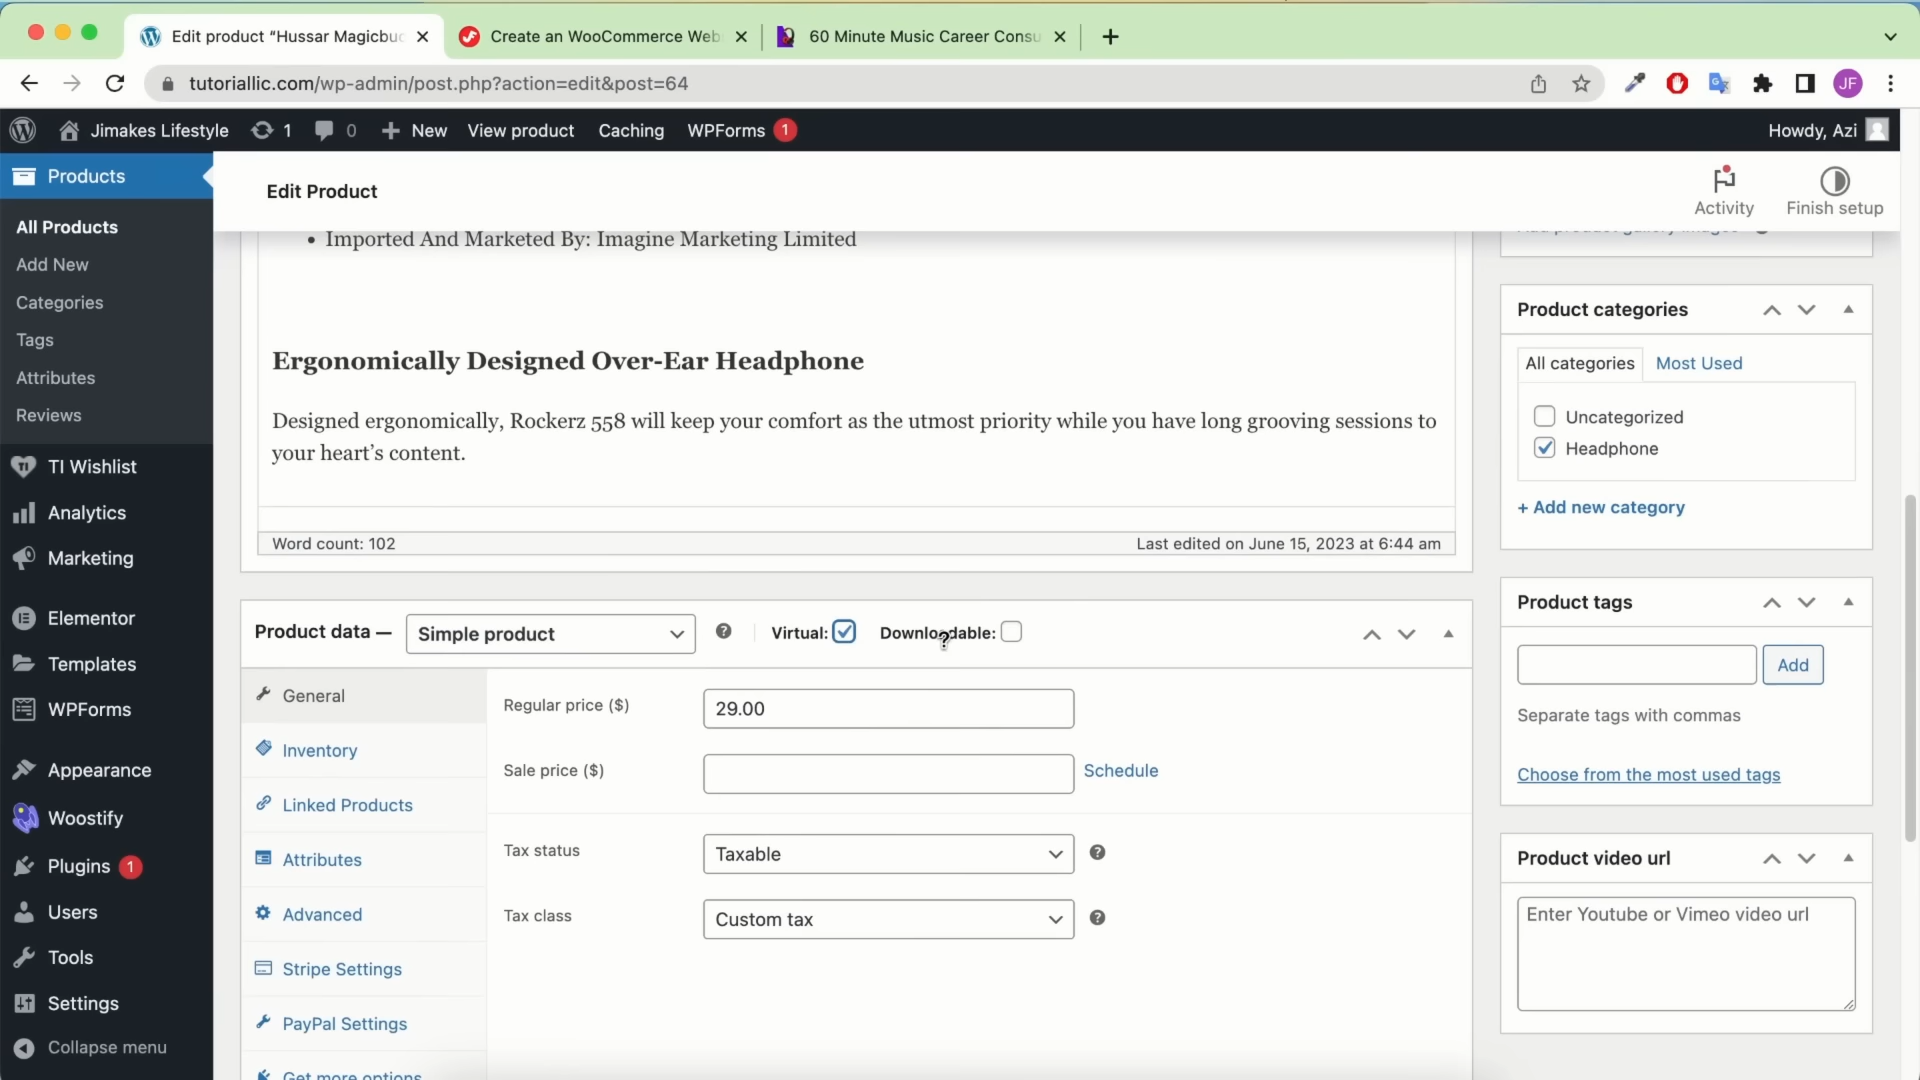 Edit product “Hussar Magicbuc
Create an WooCommerce Web
60 Minute Music Career Consu
tutoriallic.com/wp-admin/post.php?action=edit&post=64
JF
Jimakes Lifestyle
1
0
New
View product
Caching
WPForms
1
Howdy, Azi
Products
All Products
Add New
Categories
Tags
Attributes
Reviews
TI Wishlist
Analytics
Marketing
Elementor
Templates
WPForms
Appearance
Woostify
Plugins 1
Users
Tools
Settings
Collapse menu
Edit Product
Activity
Finish setup
• Imported And Marketed By: Imagine Marketing Limited
Ergonomically Designed Over-Ear Headphone
Designed ergonomically, Rockerz 558 will keep your comfort as the utmost priority while you have long grooving sessions to
your heart’s content.
Word count: 102
Last edited on June 15, 2023 at 6:44 am
Product data —
Simple product
Virtual:
Downloadable:
General
Inventory
Linked Products
Attributes
Advanced
Stripe Settings
PayPal Settings
Get more options
Regular price ($)
29.00
Sale price ($)
Schedule
Tax status
Taxable
Tax class
Custom tax
Add product gallery images
Product categories
All categories
Most Used
Uncategorized
Headphone
+ Add new category
Product tags
Add
Separate tags with commas
Choose from the most used tags
Product video url
Enter Youtube or Vimeo video url